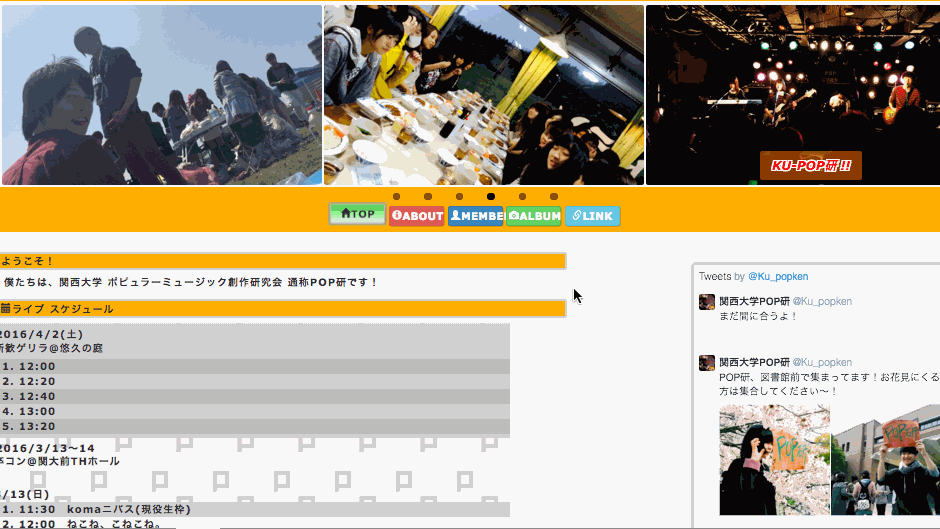 KU-POP研!!
TOP
ABOUT
MEMBE
ALBUM
LINK
ようこそ！
僕たちは、関西大学 ポピュラーミュージック創作研究会 通称POP研です！
ライブ スケジュール
2016/4/2(土)
新歓ゲリラ@悠久の庭
1. 12:00
2. 12:20
3. 12:40
4. 13:00
5. 13:20
2016/3/13〜14
卒コン@関大前THホール
/13(日)
1. 11:30 komaニバス(現役生枠)
2. 12:00 ねこね、こねこね。
Tweets by @Ku_popken
関西大学POP研 @Ku_popken
まだ間に合うよ！
関西大学POP研 @Ku_popken
POP研、図書館前で集まってます！お花見にくる
方は集合してください〜！